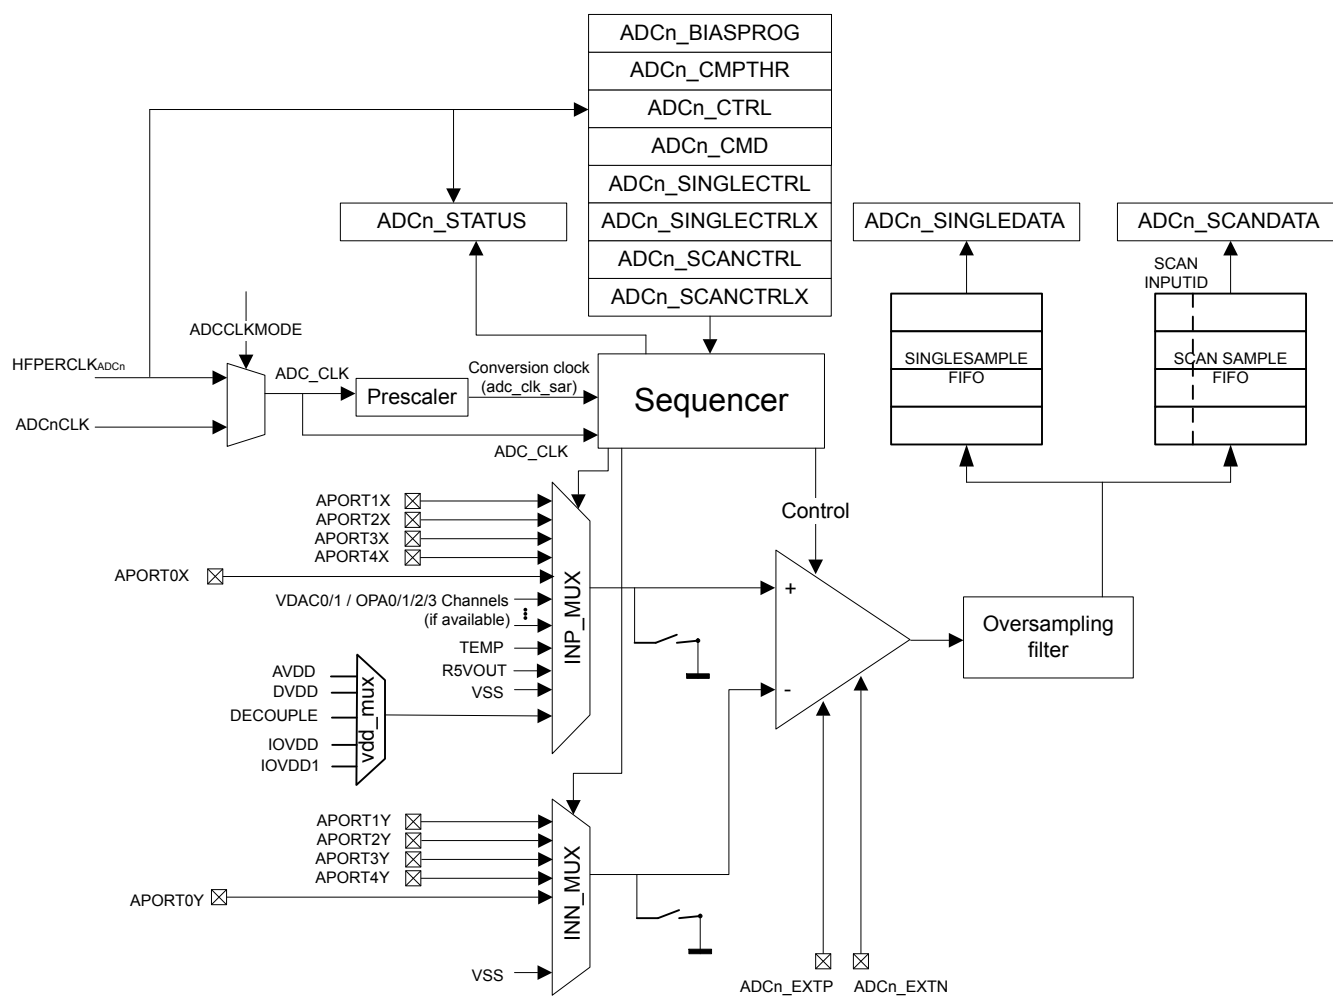 ADCn_BIASPROG
ADCn_CMPTHR
ADCn_CTRL
ADCn_CMD
ADCn_SINGLECTRL
ADCn_SINGLECTRLX
ADCn_SCANCTRL
ADCn_SCANCTRLX
ADCn_STATUS
ADCn_SINGLEDATA
ADCn_SCANDATA
SCAN
INPUTID
SINGLESAMPLE
FIFO
SCAN SAMPLE
FIFO
ADCCLKMODE
HFPERCLKADCn
ADCnCLK
ADC_CLK
Prescaler
Conversion clock
(adc_clk_sar)
Sequencer
ADC_CLK
Control
APORT1X
APORT2X
APORT3X
APORT4X
APORT0X
VDAC0/1 / OPA0/1/2/3 Channels
(if available)
TEMP
R5VOUT
VSS
INP_MUX
AVDD
DVDD
DECOUPLE
IOVDD
IOVDD1
vdd_mux
+
-
Oversampling
filter
APORT1Y
APORT2Y
APORT3Y
APORT4Y
APORT0Y
VSS
INN_MUX
ADCn_EXTP
ADCn_EXTN